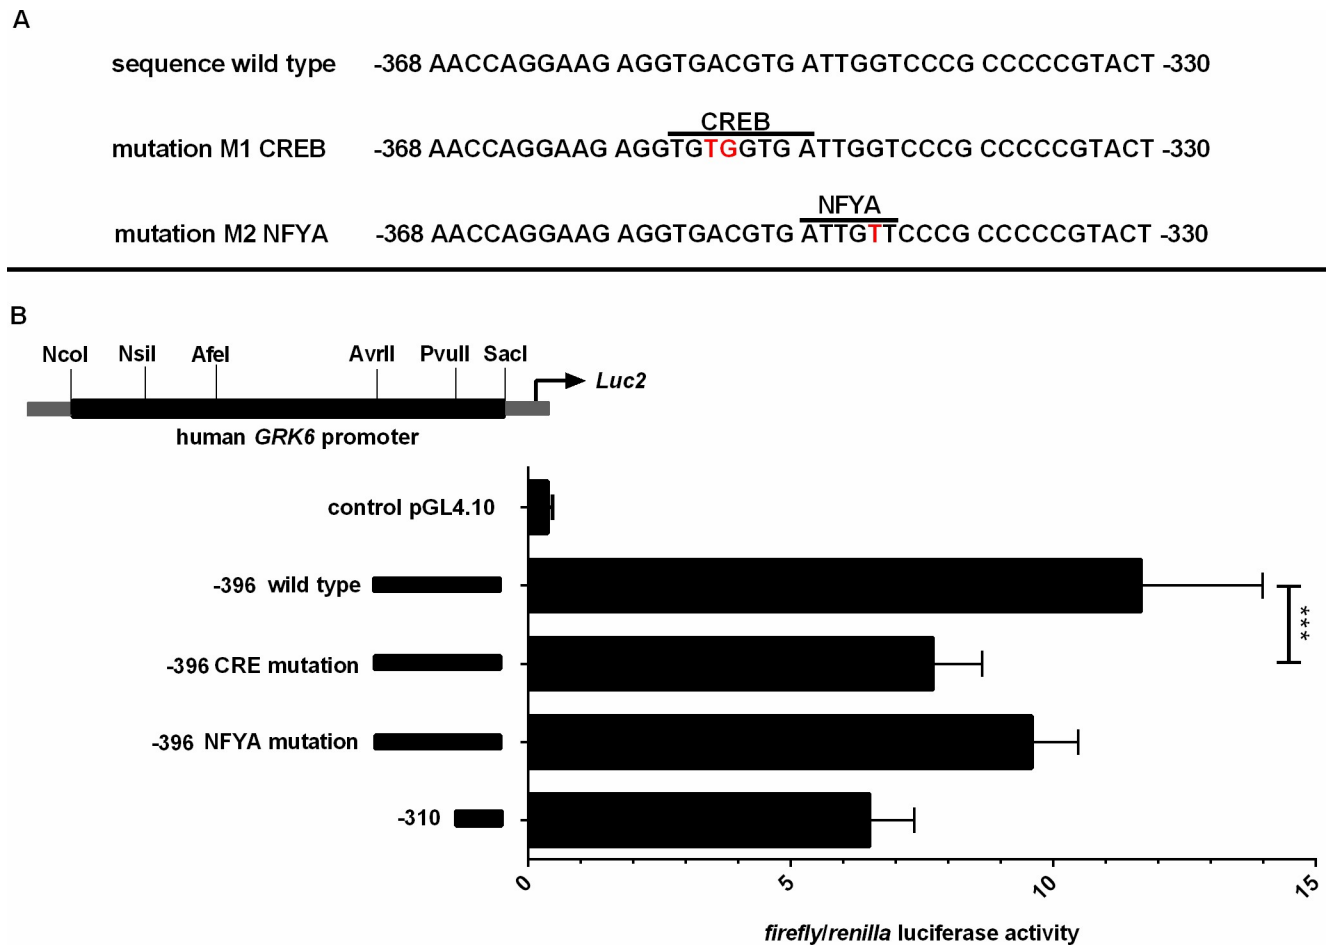 A
sequence wild type -368 AACCAGGAAG AGGTGACGTG ATTGGTCCCG CCCCCGTACT -330
CREB
mutation M1 CREB -368 AACCAGGAAG AGGTGTGGTG ATTGGTCCCG CCCCCGTACT -330
NFYA
mutation M2 NFYA -368 AACCAGGAAG AGGTGACGTG ATTGTTCCCG CCCCCGTACT -330
B
NcoI NsiI AfeI AvrII PvuII SacI
Luc2
human GRK6 promoter
control pGL4.10
-396 wild type
***
-396 CRE mutation
-396 NFYA mutation
-310
0 5 10 15
firefly/renilla luciferase activity